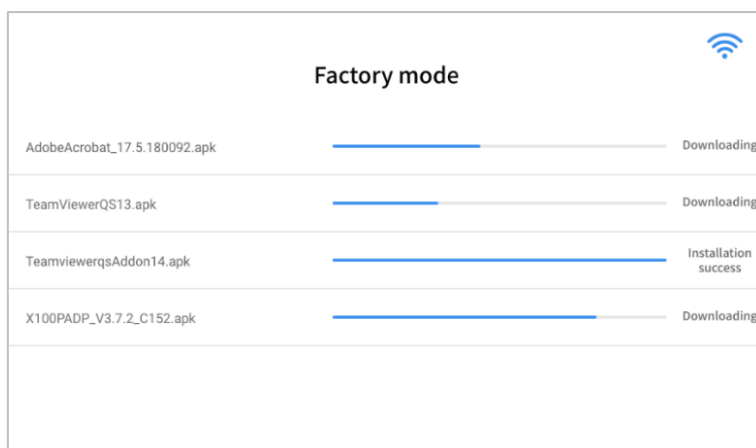 Factory mode
AdobeAcrobat_17.5.180092.apk Downloading
TeamViewerQS13.apk Downloading
TeamviewerqsAddon14.apk Installation
success
X100PADP_V3.7.2_C152.apk Downloading